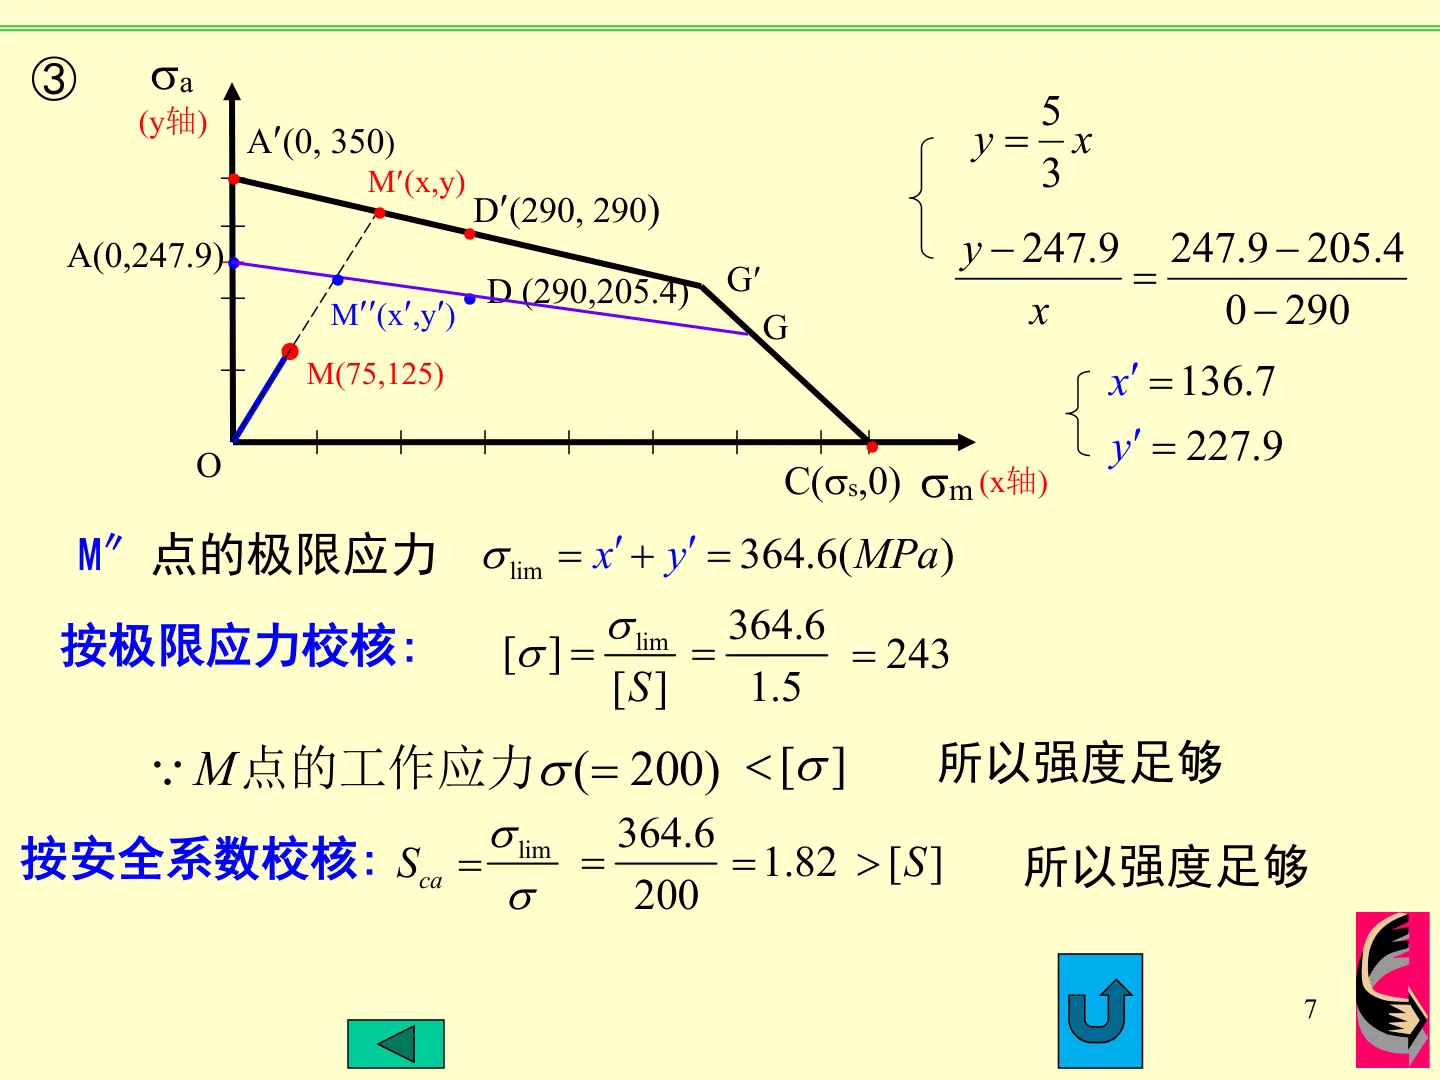 ③
σa
(y轴)
A′(0, 350)
M′(x,y)
D′(290, 290)
A(0,247.9)
G′
D (290,205.4)
M′′(x′,y′)
G
M(75,125)
O
C(σs,0) σm (x轴)
y = 5/3 x
(y − 247.9)/x = (247.9 − 205.4)/(0 − 290)
x′ = 136.7
y′ = 227.9
M″ 点的极限应力 σlim = x′ + y′ = 364.6(MPa)
按极限应力校核: [σ] = σlim/[S] = 364.6/1.5 = 243
∵ M点的工作应力σ(= 200) < [σ] 所以强度足够
按安全系数校核: Sca = σlim/σ = 364.6/200 = 1.82 > [S] 所以强度足够
7